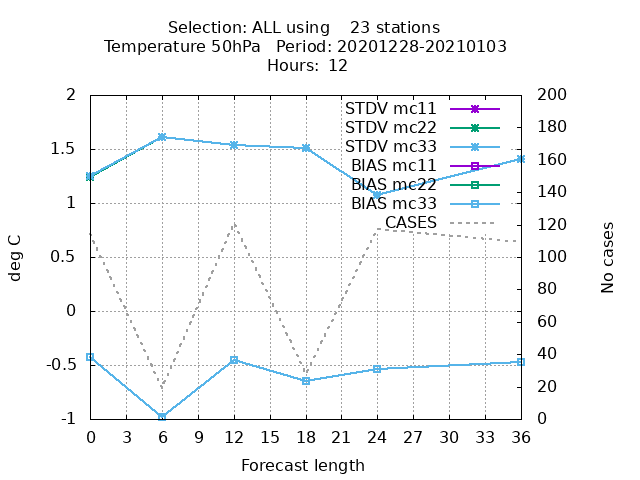 Selection: ALL using    23 stations
Temperature 50hPa   Period: 20201228-20210103
Hours: 12
2
1.5
1
0.5
0
-0.5
-1
deg C
200
180
160
140
120
100
80
60
40
20
0
No cases
STDV mc11
STDV mc22
STDV mc33
BIAS mc11
BIAS mc22
BIAS mc33
CASES
0 3 6 9 12 15 18 21 24 27 30 33 36
Forecast length